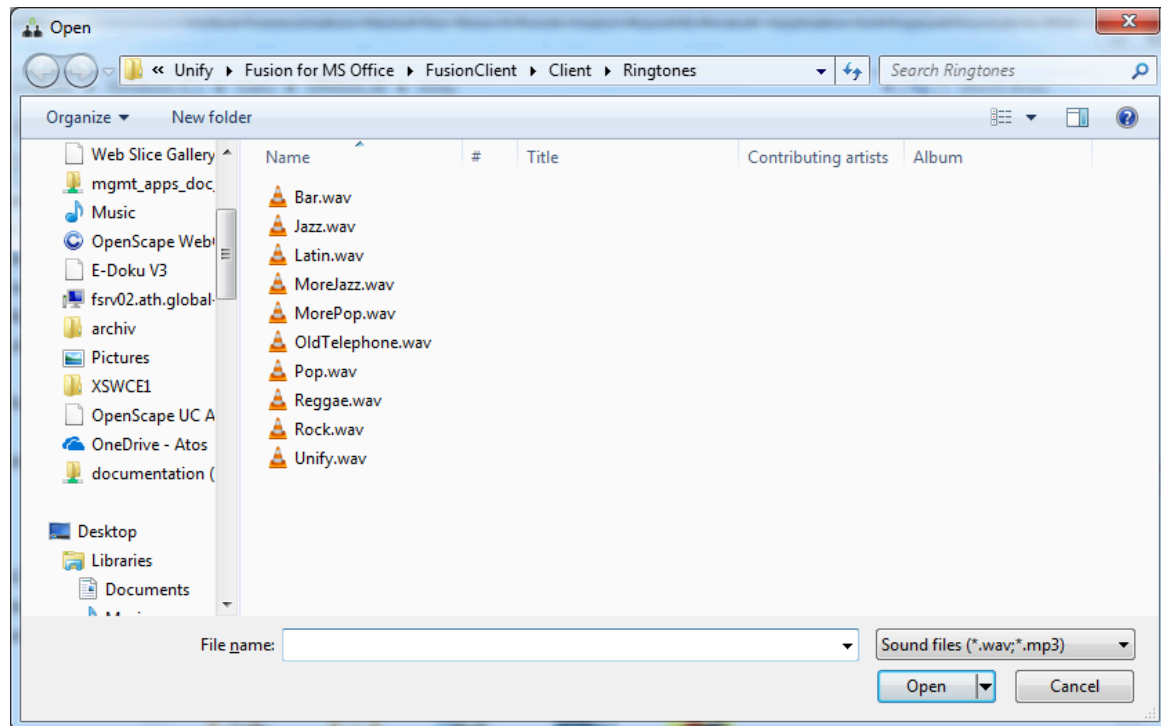 Open
« Unify Fusion for MS Office FusionClient Client Ringtones Search Ringtones
Organize New folder
Name # Title Contributing artists Album
Web Slice Gallery
mgmt_apps_doc
Music
OpenScape Web
E-Doku V3
fsrv02.ath.global-
archiv
Pictures
XSWCE1
OpenScape UC A
OneDrive - Atos
documentation (
Desktop
Libraries
Documents
Bar.wav
Jazz.wav
Latin.wav
MoreJazz.wav
MorePop.wav
OldTelephone.wav
Pop.wav
Reggae.wav
Rock.wav
Unify.wav
File name: Sound files (*.wav;*.mp3)
Open Cancel